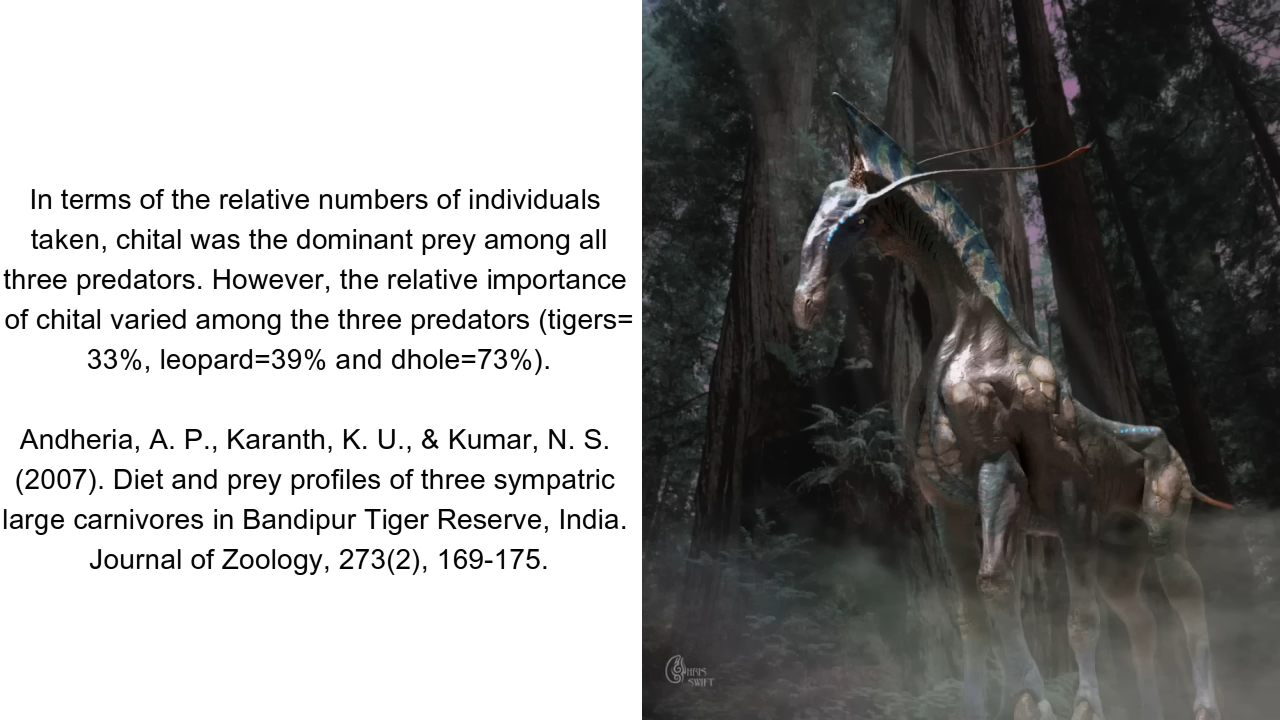 In terms of the relative numbers of individuals
taken, chital was the dominant prey among all
three predators. However, the relative importance
of chital varied among the three predators (tigers=
33%, leopard=39% and dhole=73%).
Andheria, A. P., Karanth, K. U., & Kumar, N. S.
(2007). Diet and prey profiles of three sympatric
large carnivores in Bandipur Tiger Reserve, India.
Journal of Zoology, 273(2), 169-175.
CHRIS
SWIFT